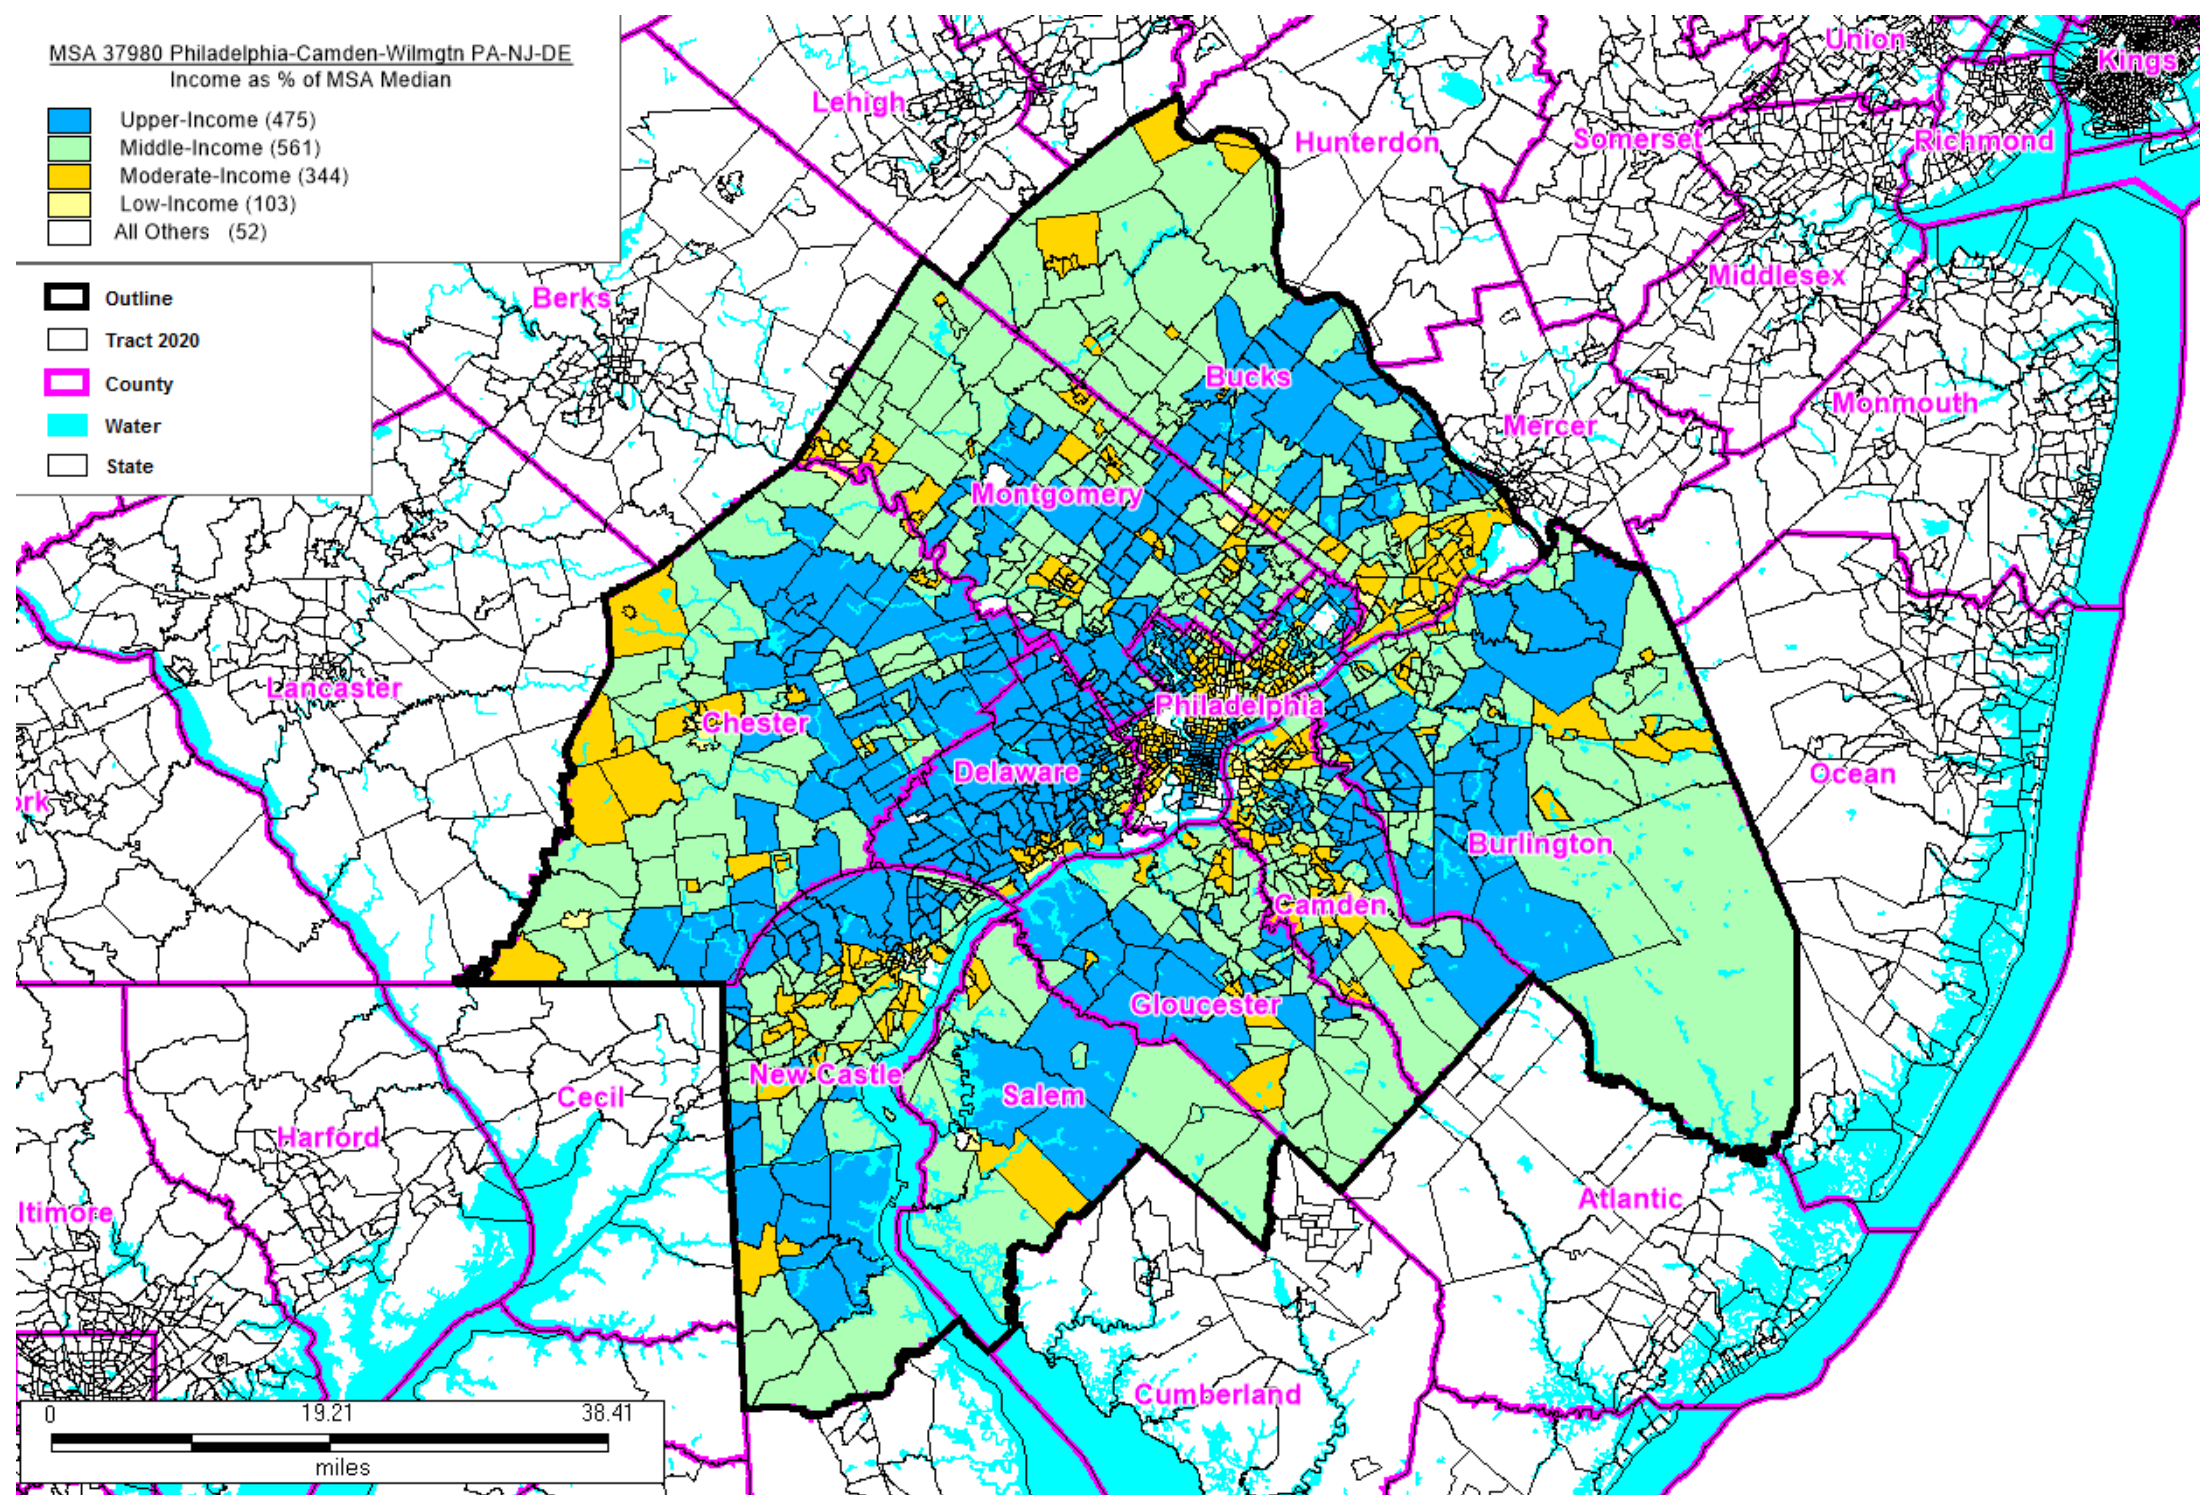 MSA 37980 Philadelphia-Camden-Wilmgtn PA-NJ-DE
Income as % of MSA Median
Upper-Income (475)
Middle-Income (561)
Moderate-Income (344)
Low-Income (103)
All Others (52)
Outline
Tract 2020
County
Water
State
Union
Kings
Lehigh
Hunterdon
Somerset
Richmond
Berks
Middlesex
Bucks
Monmouth
Mercer
Montgomery
Lancaster
Chester
Philadelphia
Delaware
Ocean
ork
Burlington
Camden
Gloucester
New Castle
Salem
Cecil
Harford
Atlantic
ltimore
Cumberland
0 19.21 38.41
miles